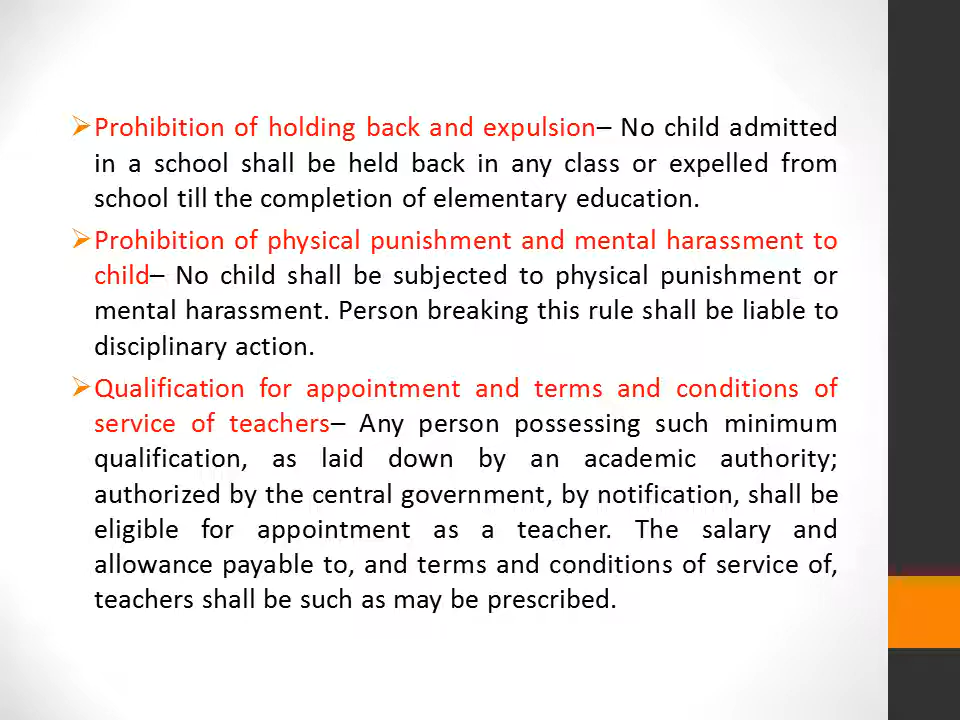 ➢Prohibition of holding back and expulsion– No child admitted
in a school shall be held back in any class or expelled from
school till the completion of elementary education.
➢Prohibition of physical punishment and mental harassment to
child– No child shall be subjected to physical punishment or
mental harassment. Person breaking this rule shall be liable to
disciplinary action.
➢Qualification for appointment and terms and conditions of
service of teachers– Any person possessing such minimum
qualification, as laid down by an academic authority;
authorized by the central government, by notification, shall be
eligible for appointment as a teacher. The salary and
allowance payable to, and terms and conditions of service of,
teachers shall be such as may be prescribed.